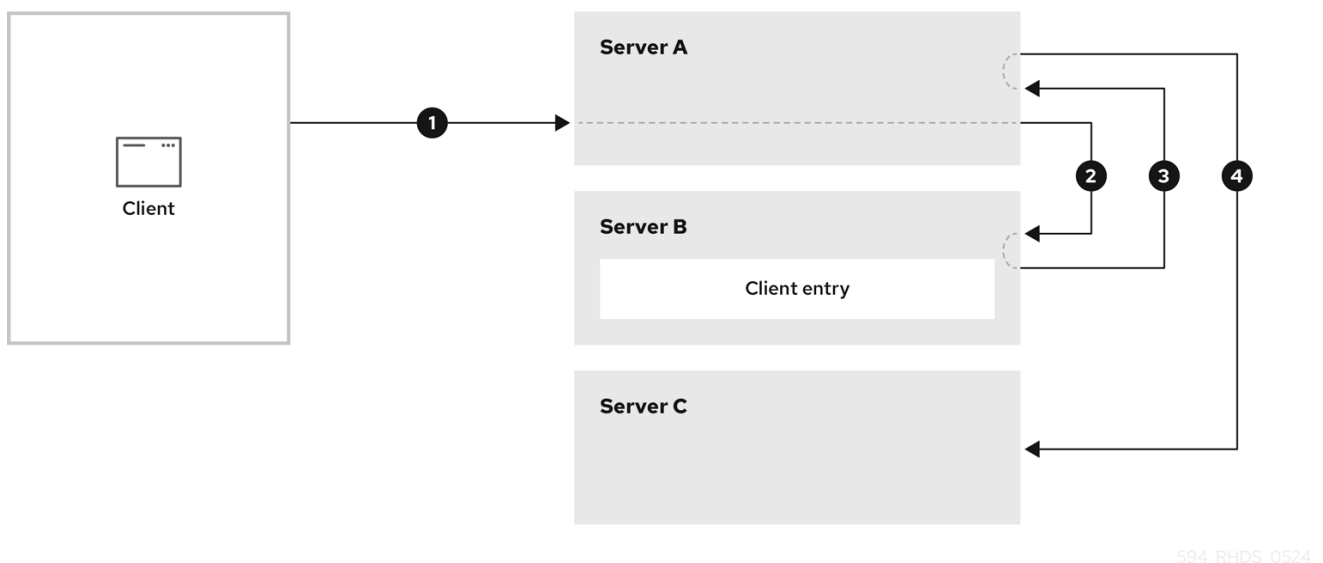 Client
1
Server A
Server B
Client entry
Server C
2
3
4
594 RHDS 0524